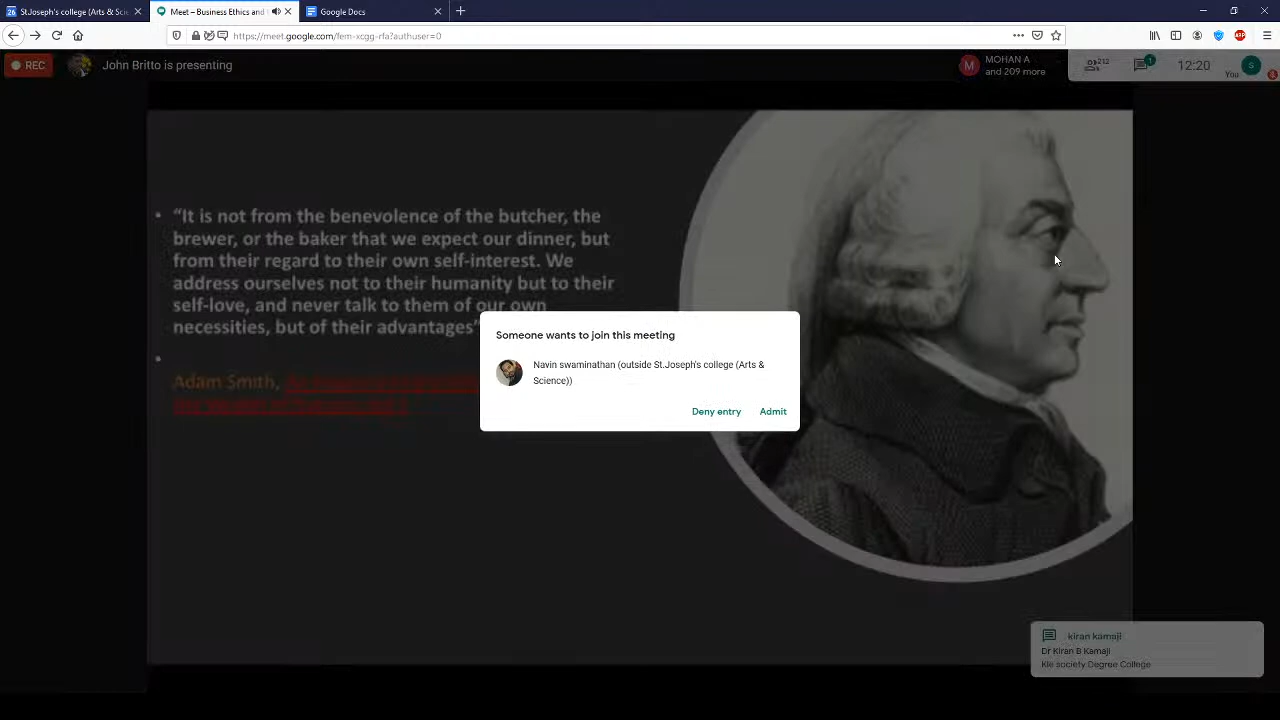 26 St.Joseph's college (Arts & Scie
Meet – Business Ethics and
Google Docs
https://meet.google.com/fem-xcgg-rfa?authuser=0
ABP
REC
John Britto is presenting
M
MOHAN A
and 209 more
212
1
12:20
You
S
• “It is not from the benevolence of the butcher, the
brewer, or the baker that we expect our dinner, but
from their regard to their own self-interest. We
address ourselves not to their humanity but to their
self-love, and never talk to them of our own
necessities, but of their advantages”
•
Adam Smith,
Someone wants to join this meeting
Navin swaminathan (outside St.Joseph's college (Arts &
Science))
Deny entry Admit
kiran kamaji
Dr Kiran B Kamaji
Kle society Degree College